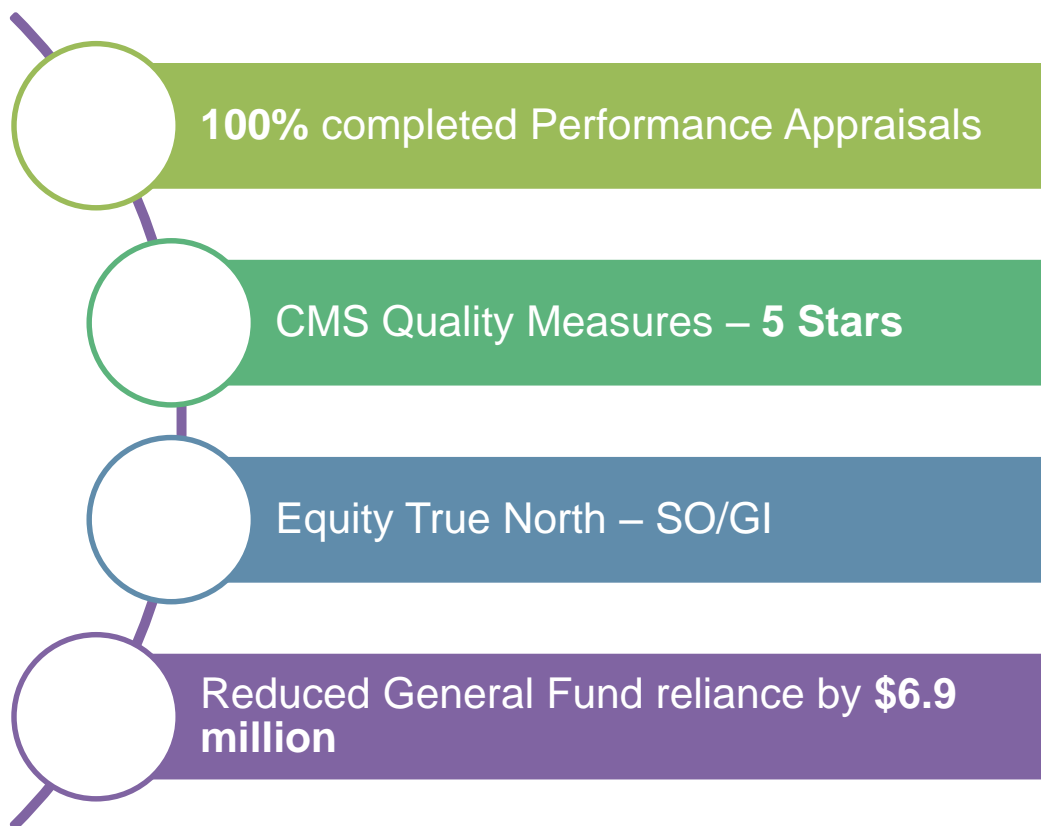 100% completed Performance Appraisals
CMS Quality Measures – 5 Stars
Equity True North – SO/GI
Reduced General Fund reliance by $6.9
million